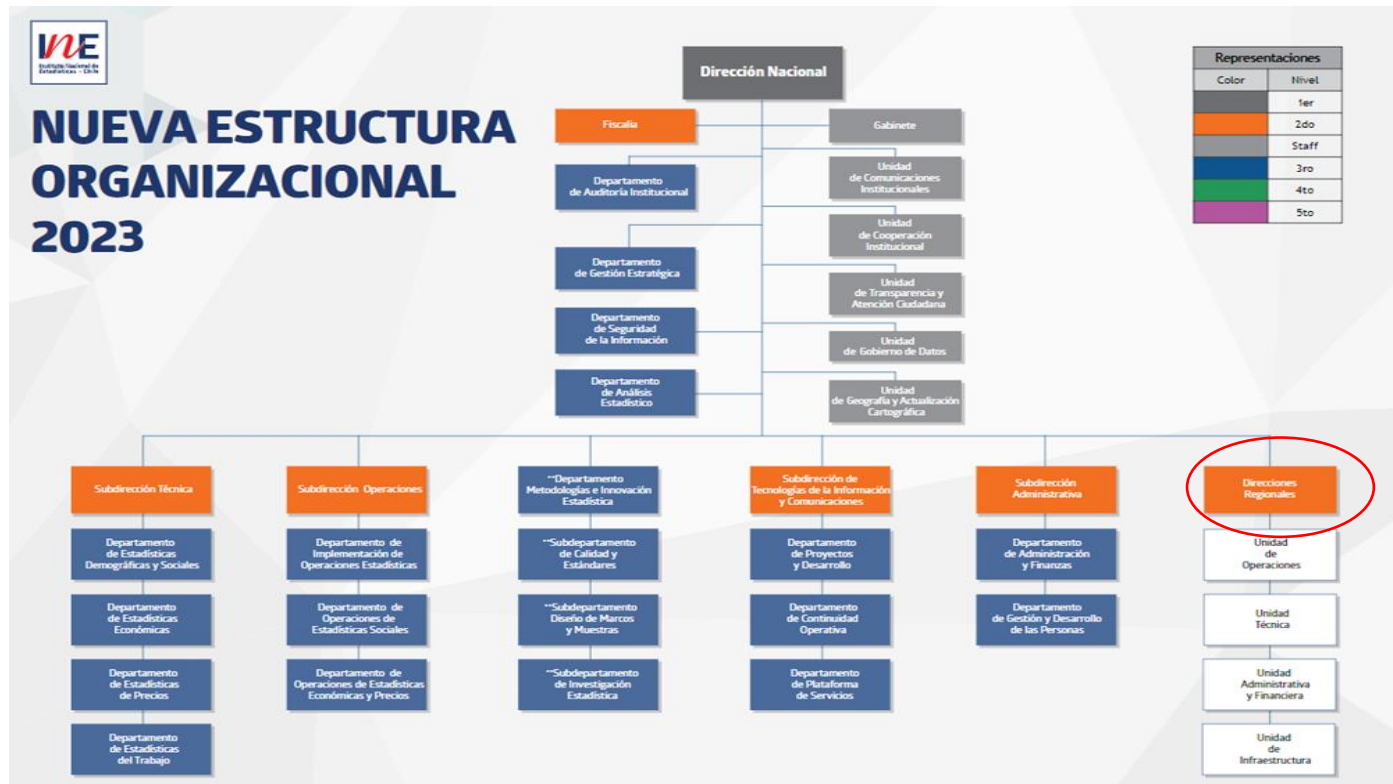 INE
Instituto Nacional de
Estadísticas - Chile
NUEVA ESTRUCTURA
ORGANIZACIONAL
2023
Dirección Nacional
Representaciones
Color Nivel
1er
2do
Staff
3ro
4to
5to
Fiscalía
Gabinete
Departamento
de Auditoría Institucional
Unidad
de Comunicaciones
Institucionales
Unidad
de Cooperación
Institucional
Departamento
de Gestión Estratégica
Unidad
de Transparencia y
Atención Ciudadana
Departamento
de Seguridad
de la Información
Unidad
de Gobierno de Datos
Departamento
de Análisis
Estadístico
Unidad
de Geografía y Actualización
Cartográfica
Subdirección Técnica
Departamento
de Estadísticas
Demográficas y Sociales
Departamento
de Estadísticas
Económicas
Departamento
de Estadísticas
de Precios
Departamento
de Estadísticas
del Trabajo
Subdirección Operaciones
Departamento de
Implementación de
Operaciones Estadísticas
Departamento de
Operaciones de
Estadísticas Sociales
Departamento de
Operaciones de Estadísticas
Económicas y Precios
**Departamento
Metodologías e Innovación
Estadística
**Subdepartamento
de Calidad y
Estándares
**Subdepartamento
Diseño de Marcos
y Muestras
**Subdepartamento
de Investigación
Estadística
Subdirección de
Tecnologías de la Información
y Comunicaciones
Departamento
de Proyectos
y Desarrollo
Departamento
de Continuidad
Operativa
Departamento
de Plataforma
de Servicios
Subdirección
Administrativa
Departamento
de Administración
y Finanzas
Departamento
de Gestión y Desarrollo
de las Personas
Direcciones
Regionales
Unidad
de
Operaciones
Unidad
Técnica
Unidad
Administrativa
y Financiera
Unidad
de
Infraestructura